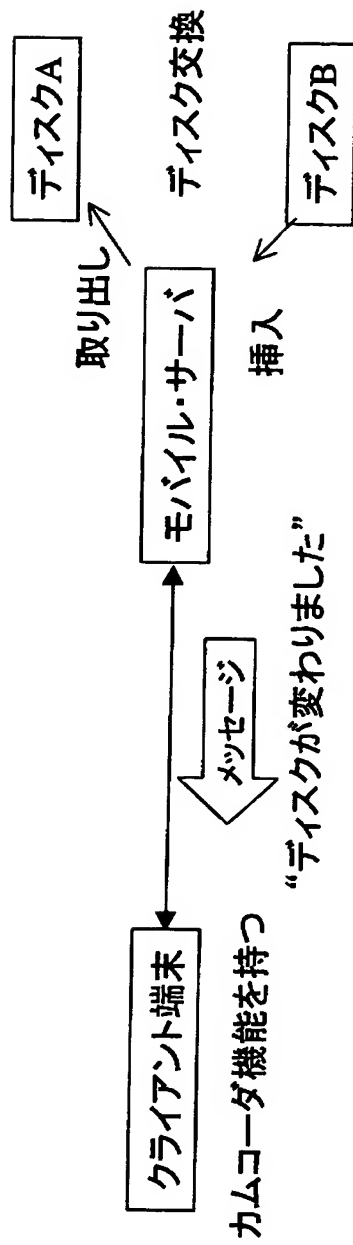 クライアント端末
カムコーダ機能を持つ
メッセージ
“ディスクが変わりました”
モバイル・サーバ
取り出し
挿入
ディスクA
ディスク交換
ディスクB